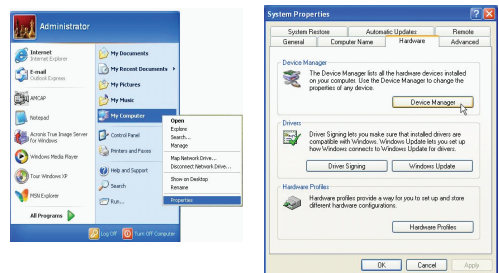 Administrator
Internet
Internet Explorer
E-mail
Outlook Express
AMCAP
Notepad
Acronis True Image Server
for Windows
Windows Media Player
Tour Windows XP
MSN Explorer
All Programs
My Documents
My Recent Documents
My Pictures
My Music
My Computer
Control Panel
Printers and Faxes
Help and Support
Search
Run...
Open
Explore
Search...
Manage
Map Network Drive...
Disconnect Network Drive...
Show on Desktop
Rename
Properties
Log Off
Turn Off Computer
System Properties
System Restore
Automatic Updates
Remote
General
Computer Name
Hardware
Advanced
Device Manager
The Device Manager lists all the hardware devices installed
on your computer. Use the Device Manager to change the
properties of any device.
Device Manager
Drivers
Driver Signing lets you make sure that installed drivers are
compatible with Windows. Windows Update lets you set up
how Windows connects to Windows Update for drivers.
Driver Signing
Windows Update
Hardware Profiles
Hardware profiles provide a way for you to set up and store
different hardware configurations.
Hardware Profiles
OK
Cancel
Apply